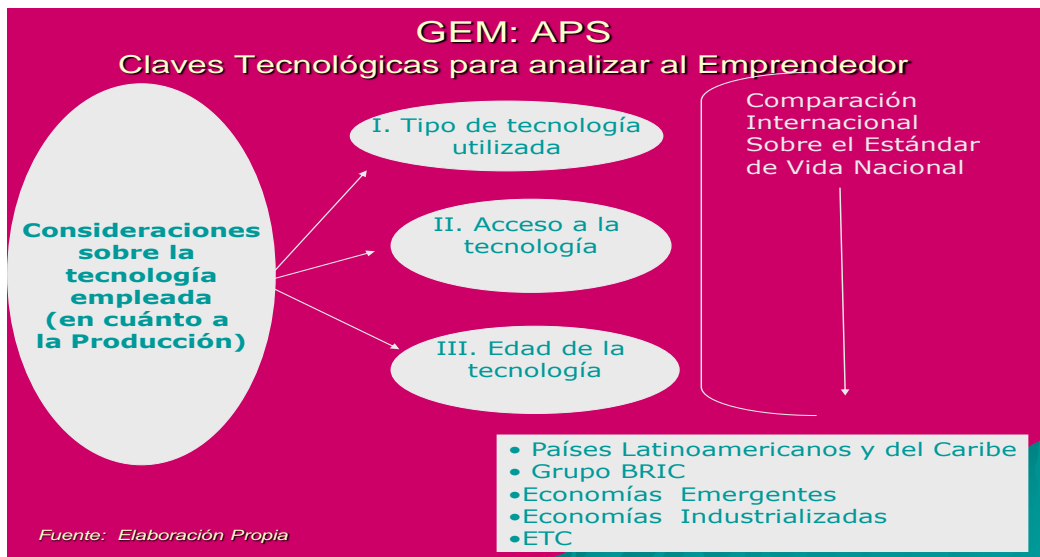 GEM: APS
Claves Tecnológicas para analizar al Emprendedor
Consideraciones
sobre la
tecnología
empleada
(en cuánto a
la Producción)
I. Tipo de tecnología
utilizada
II. Acceso a la
tecnología
III. Edad de la
tecnología
Comparación
Internacional
Sobre el Estándar
de Vida Nacional
• Países Latinoamericanos y del Caribe
• Grupo BRIC
•Economías Emergentes
•Economías Industrializadas
•ETC
Fuente: Elaboración Propia